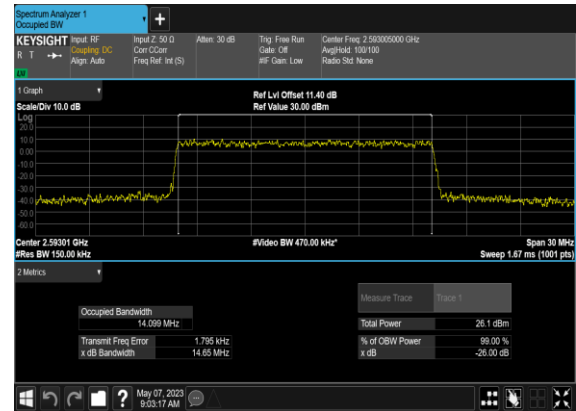 Spectrum Analyzer 1
Occupied BW
+
KEYSIGHT Input: RF Input Z: 50 Ω Atten: 30 dB Trig: Free Run Center Freq: 2.593005000 GHz
R T Coupling: DC Corr CCorr Gate: Off Avg|Hold: 100/100
Align: Auto Freq Ref: Int (S) #IF Gain: Low Radio Std: None
LXI
1 Graph
Ref Lvl Offset 11.40 dB
Scale/Div 10.0 dB Ref Value 30.00 dBm
Log
20.0
10.0
0.00
-10.0
-20.0
-30.0
-40.0
-50.0
-60.0
Center 2.59301 GHz #Video BW 470.00 kHz* Span 30 MHz
#Res BW 150.00 kHz Sweep 1.67 ms (1001 pts)
2 Metrics
Measure Trace Trace 1
Occupied Bandwidth
14.099 MHz
Total Power 26.1 dBm
Transmit Freq Error 1.795 kHz % of OBW Power 99.00 %
x dB Bandwidth 14.65 MHz x dB -26.00 dB
? May 07, 2023
9:03:17 AM